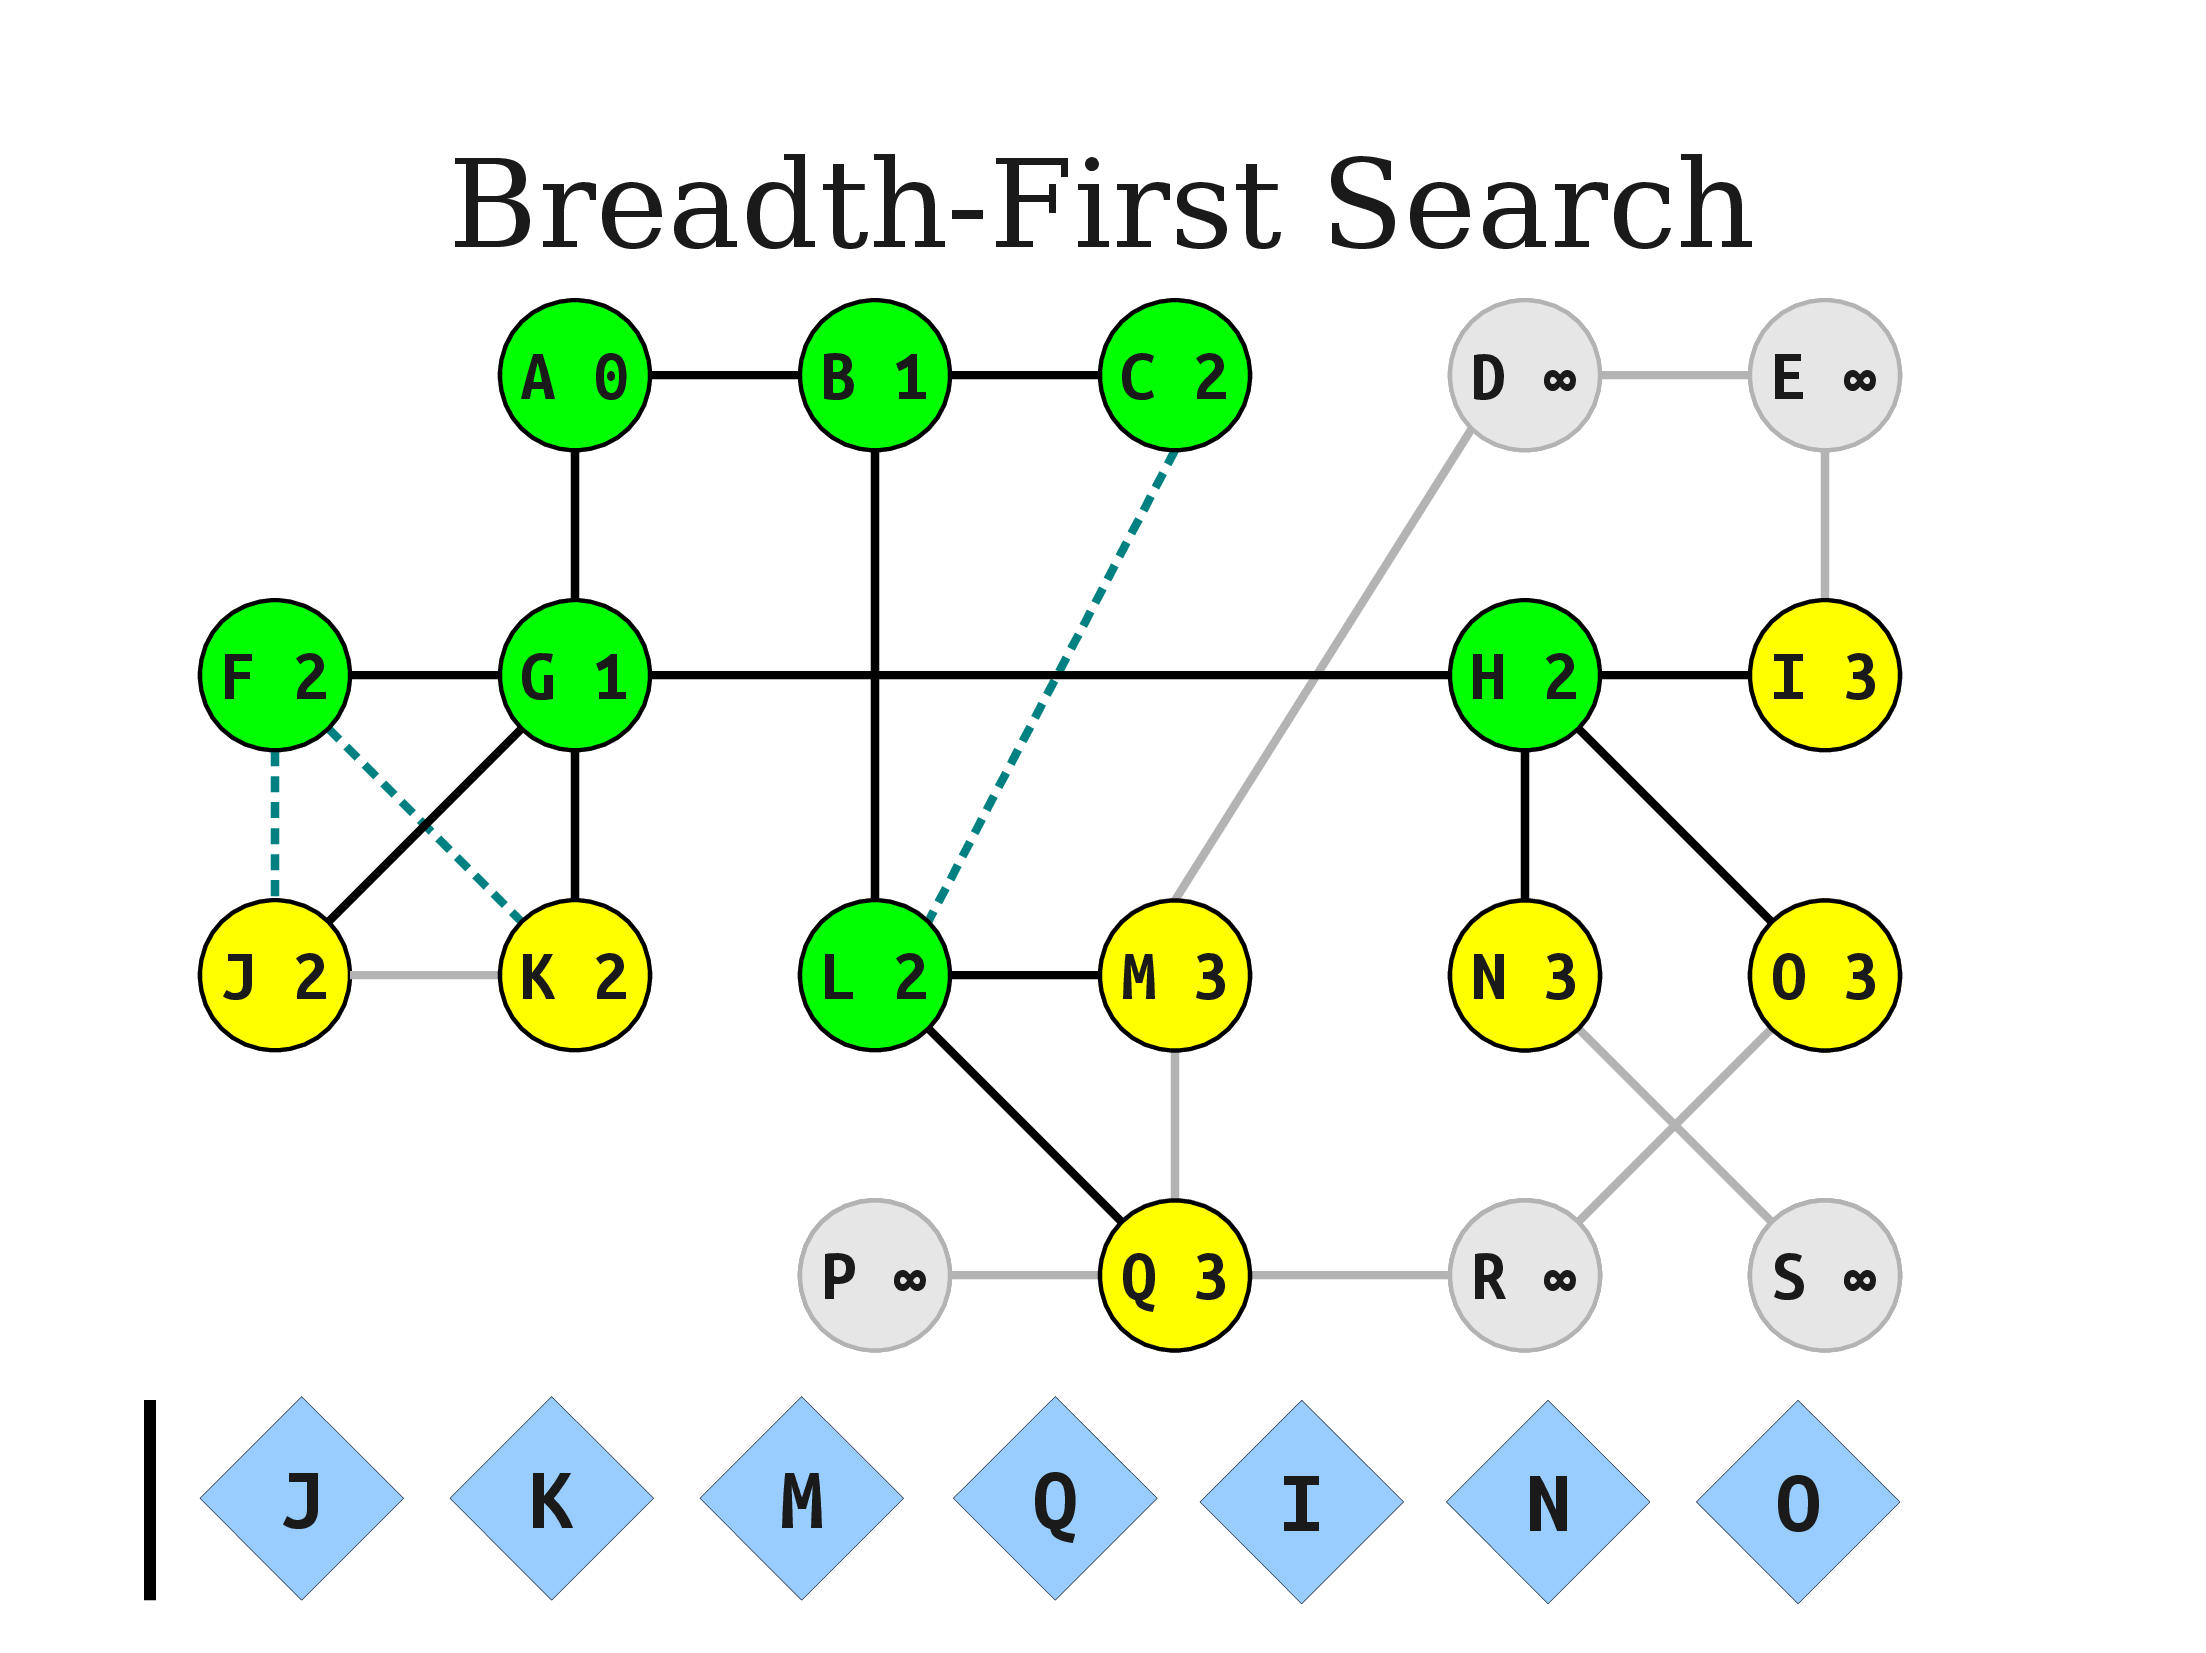 Breadth-First Search
A 0 B 1 C 2 D ∞ E ∞
F 2 G 1 H 2 I 3
J 2 K 2 L 2 M 3 N 3 O 3
P ∞ Q 3 R ∞ S ∞
J K M Q I N O